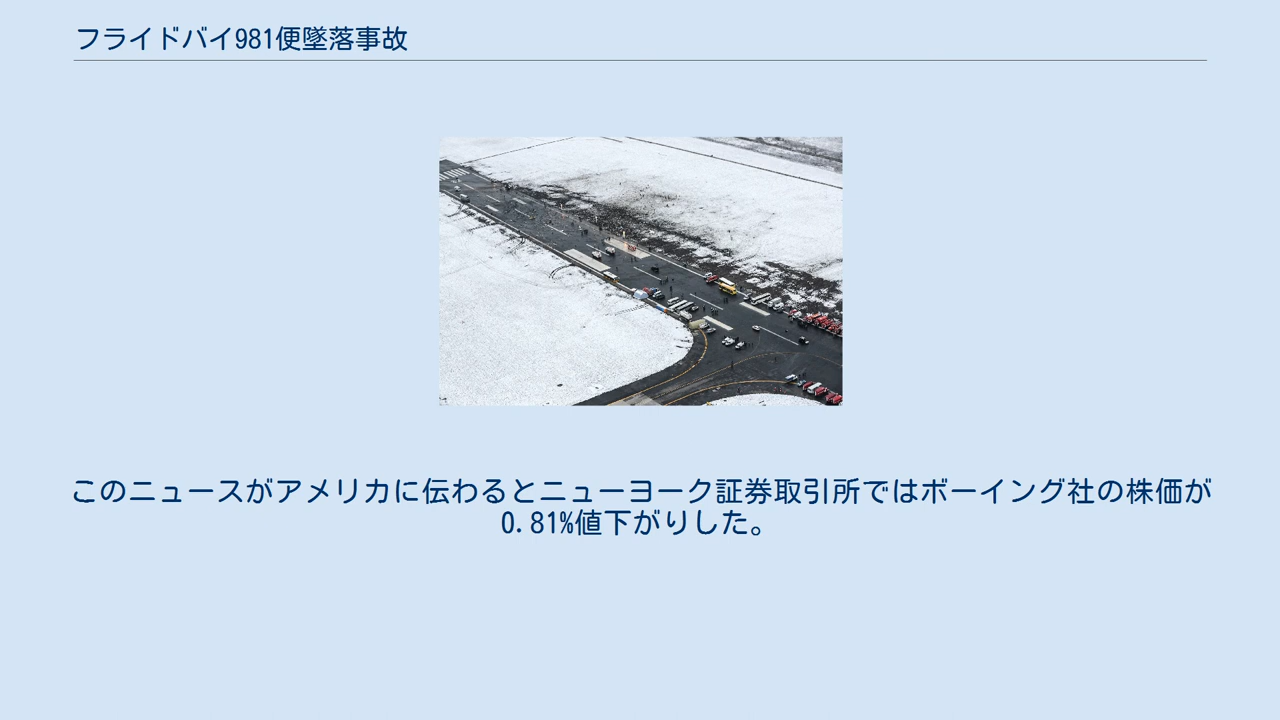 フライドバイ981便墜落事故
このニュースがアメリカに伝わるとニューヨーク証券取引所ではボーイング社の株価が
0.81%値下がりした。